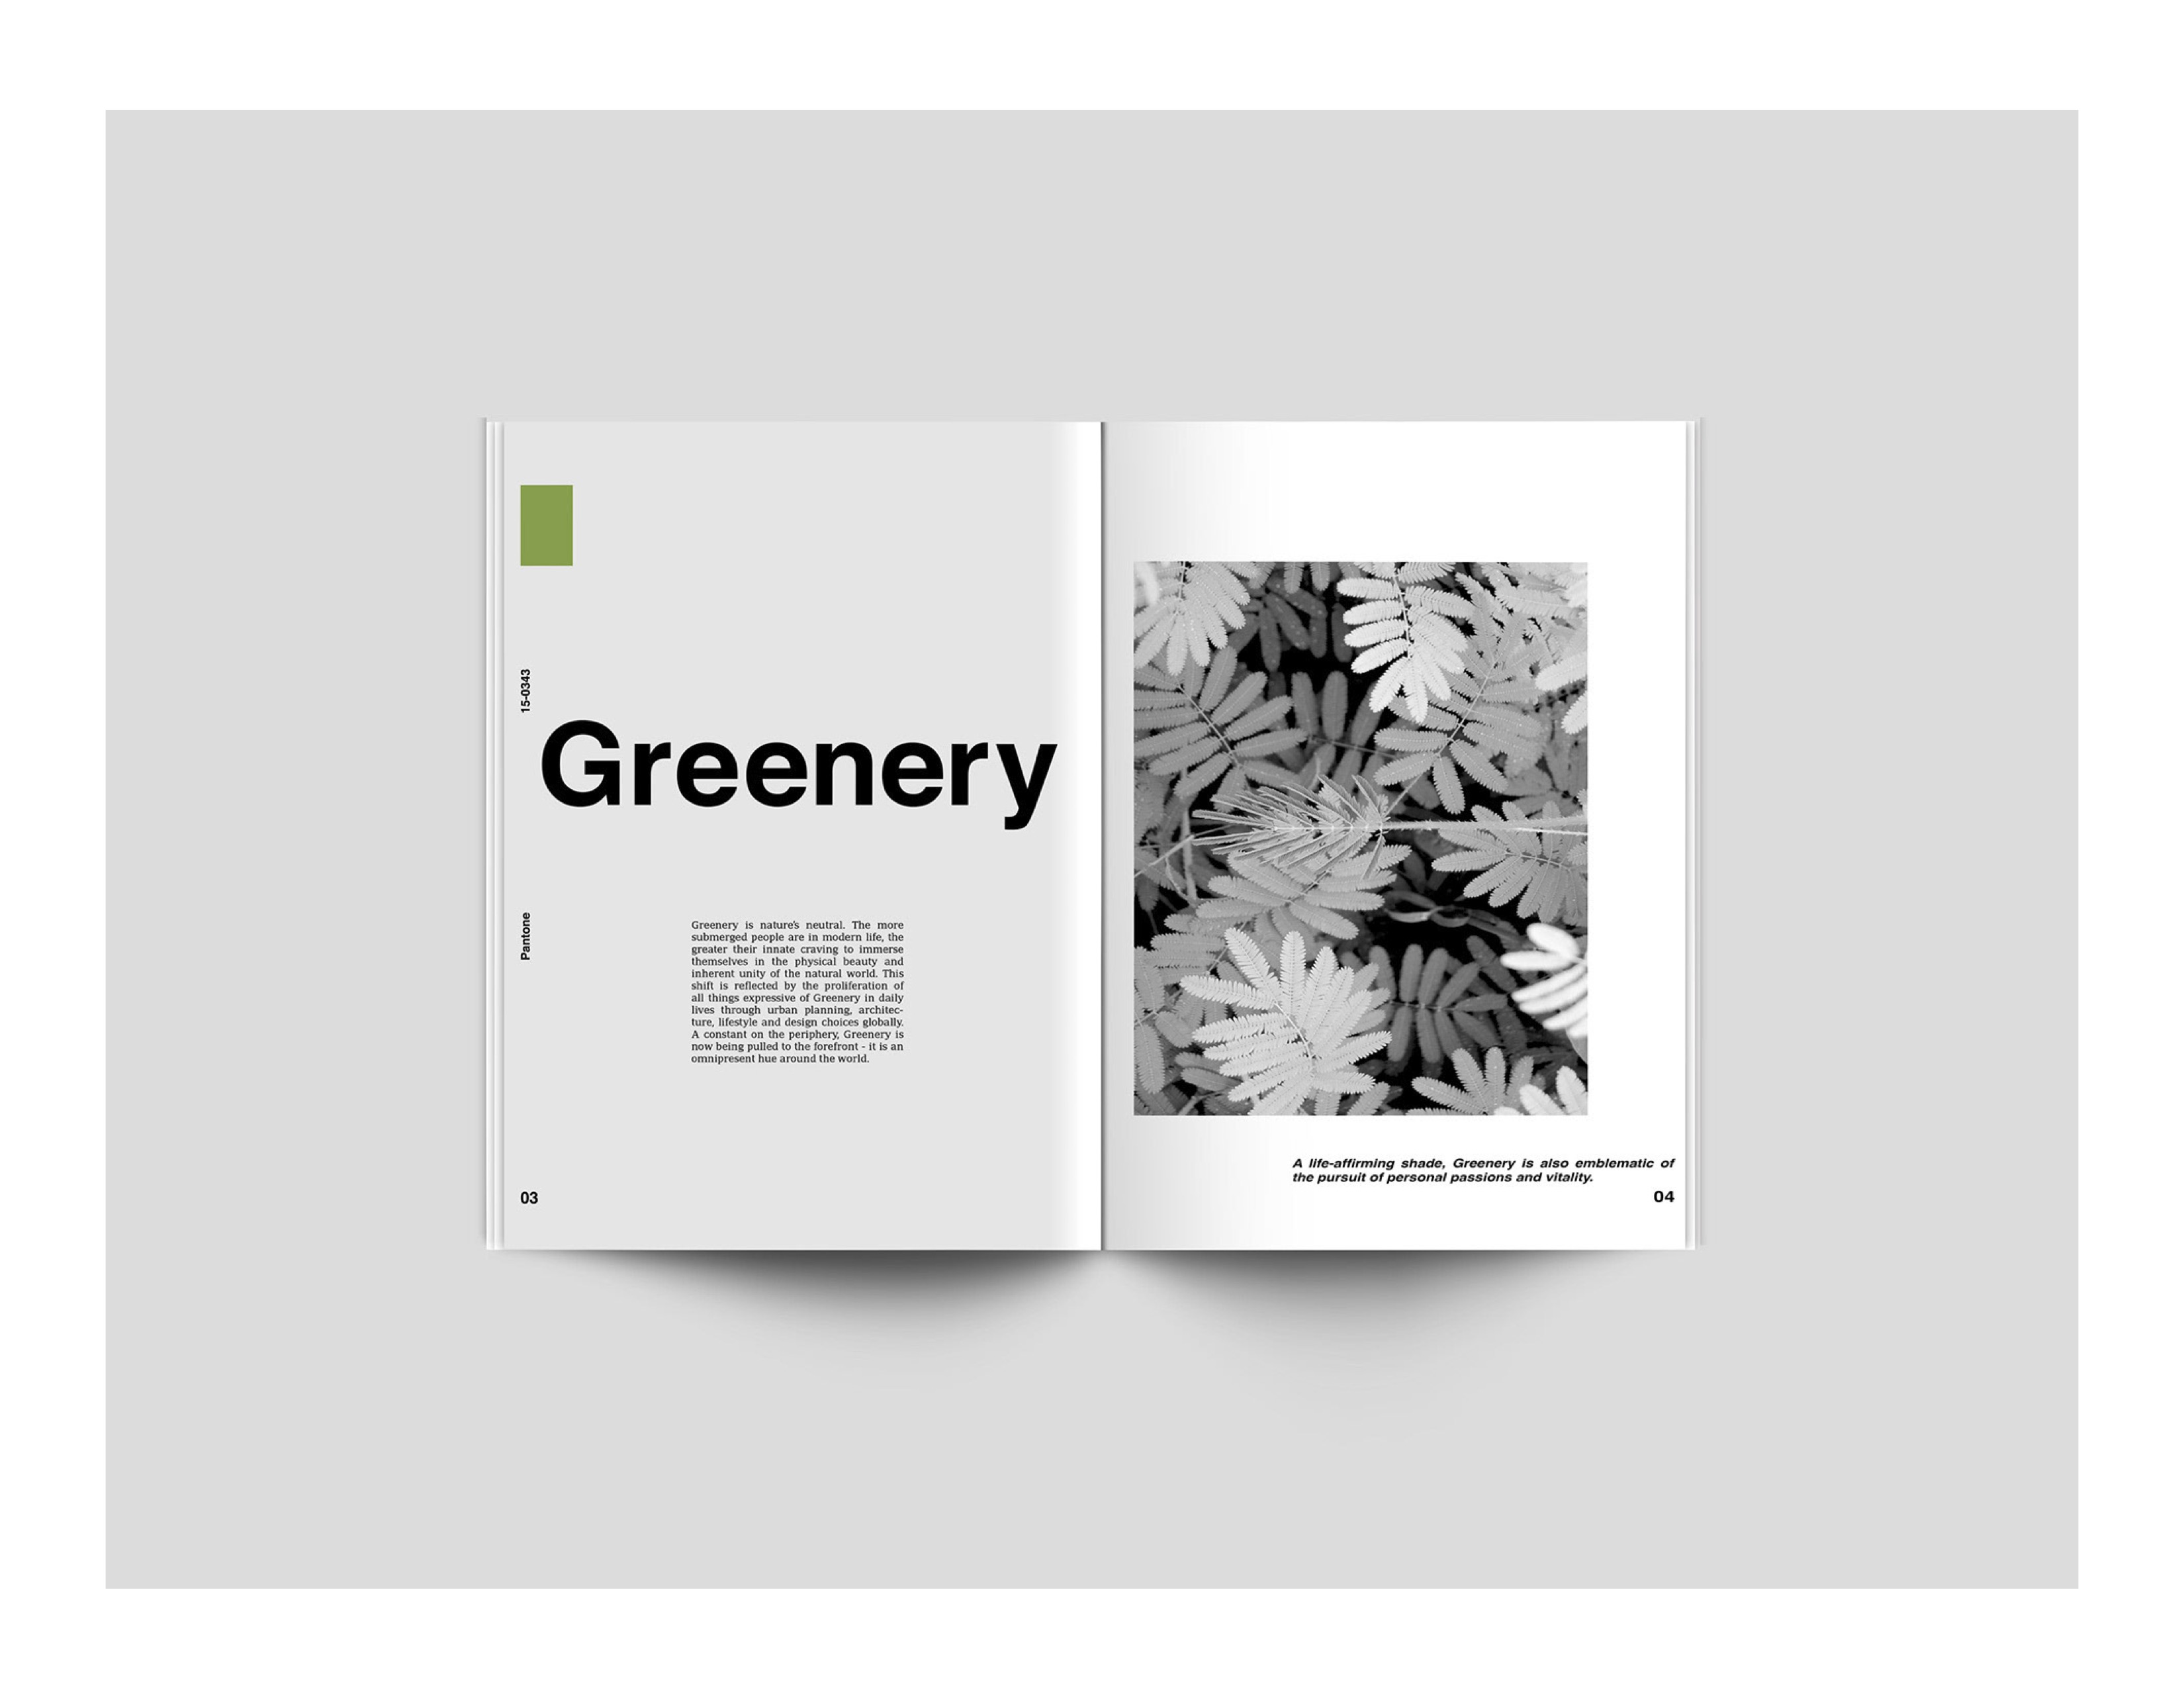 15-0343
Greenery
Pantone
Greenery is nature's neutral. The more
submerged people are in modern life, the
greater their innate craving to immerse
themselves in the physical beauty and
inherent unity of the natural world. This
shift is reflected by the proliferation of
all things expressive of Greenery in daily
lives through urban planning, architec-
ture, lifestyle and design choices globally.
A constant on the periphery, Greenery is
now being pulled to the forefront - it is an
omnipresent hue around the world.
03
A life-affirming shade, Greenery is also emblematic of
the pursuit of personal passions and vitality.
04